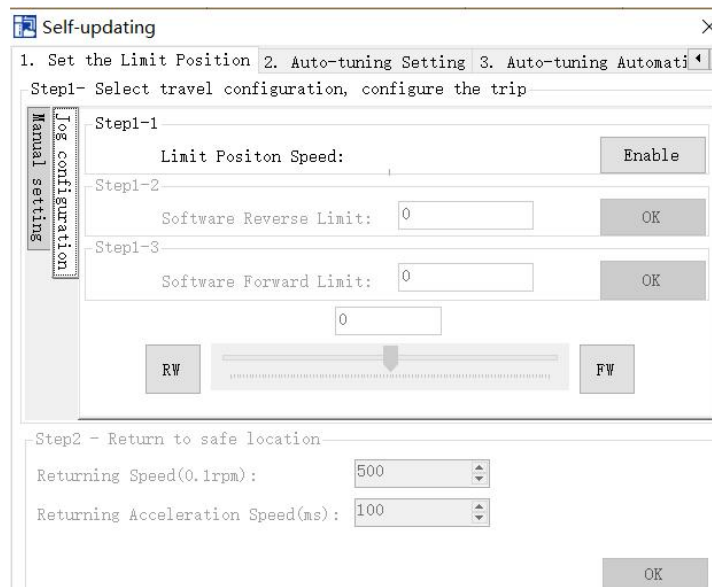 Self-updating
1. Set the Limit Position 2. Auto-tuning Setting 3. Auto-tuning Automati
Step1- Select travel configuration, configure the trip
Manual setting
Jog configuration
Step1-1
Limit Positon Speed:
Enable
Step1-2
Software Reverse Limit: 0 OK
Step1-3
Software Forward Limit: 0 OK
0
RW FW
Step2 - Return to safe location
Returning Speed(0.1rpm): 500
Returning Acceleration Speed(ms): 100
OK